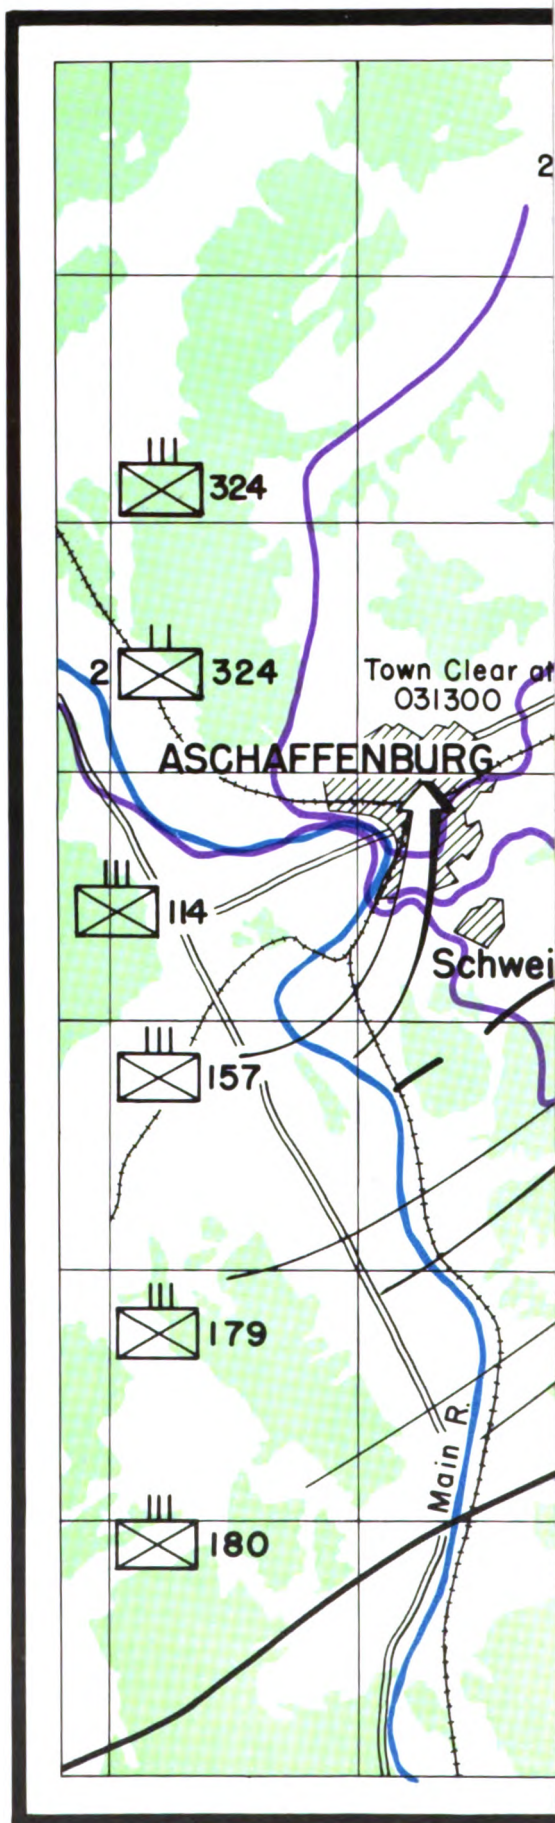 2
324
2 324
Town Clear at
031300
ASCHAFFENBURG
114
Schwei
157
179
Main R.
180